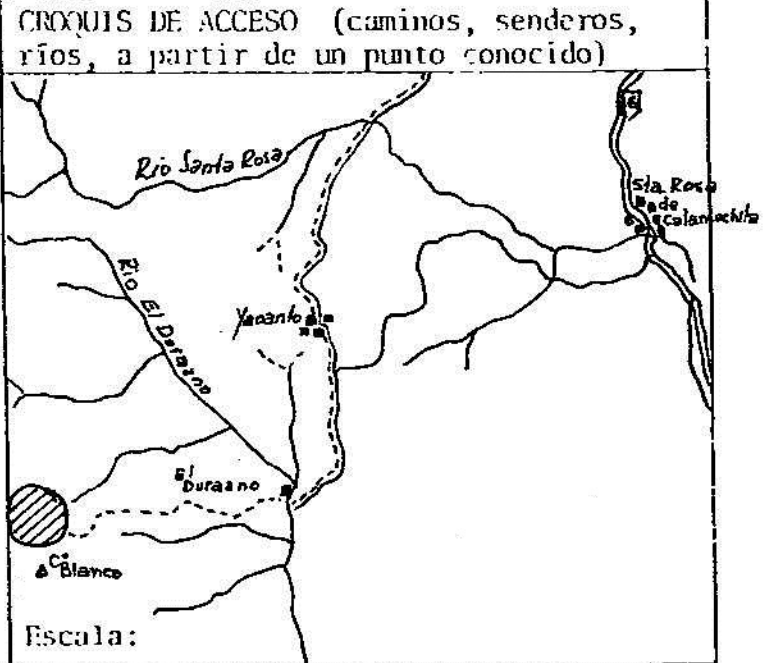 CROQUIS DE ACCESO (caminos, senderos,
ríos, a partir de un punto conocido)
Río Santa Rosa
Sta. Rosa
de
Calamochita
Río El Durazno
Yacanto
El
Durazno
Cº Blanco
Escala: